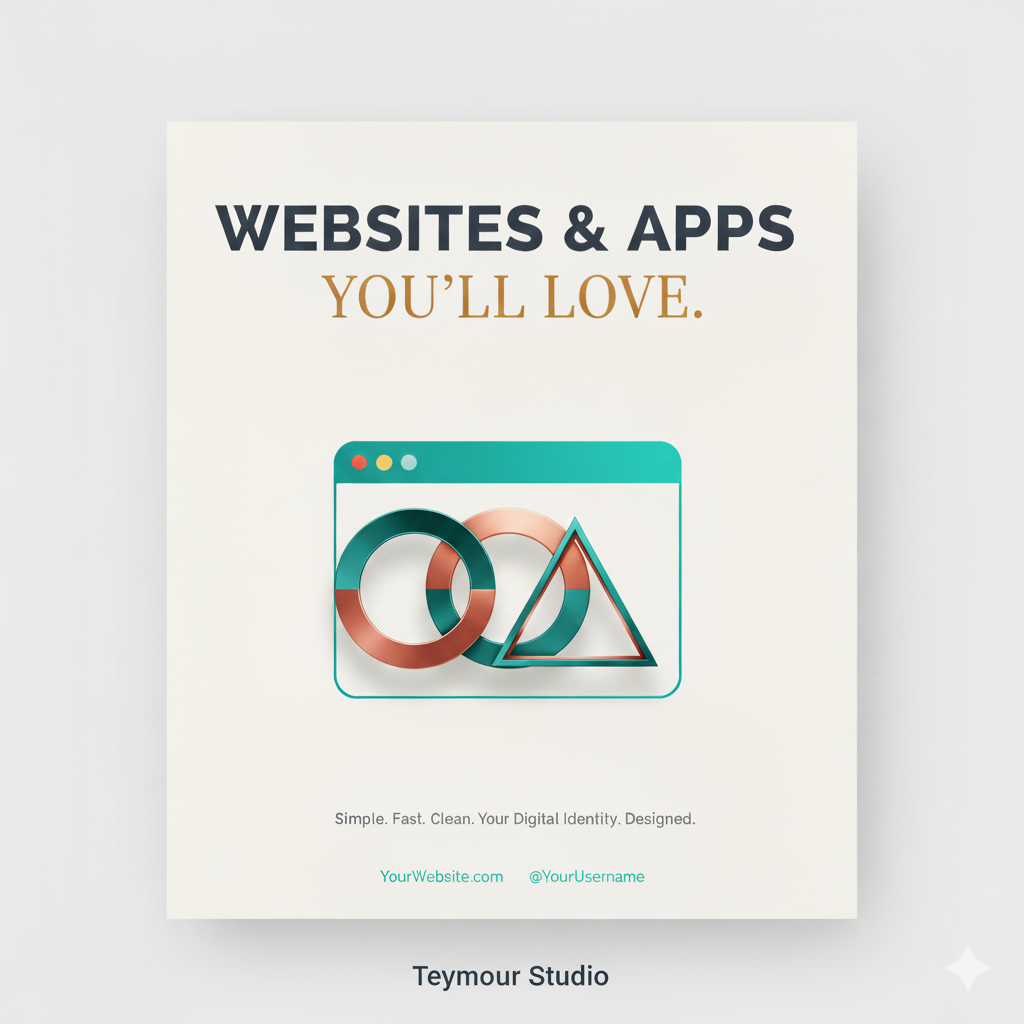 WEBSITES & APPS
YOU’LL LOVE.
Simple. Fast. Clean. Your Digital Identity. Designed.
YourWebsite.com @YourUsername
Teymour Studio